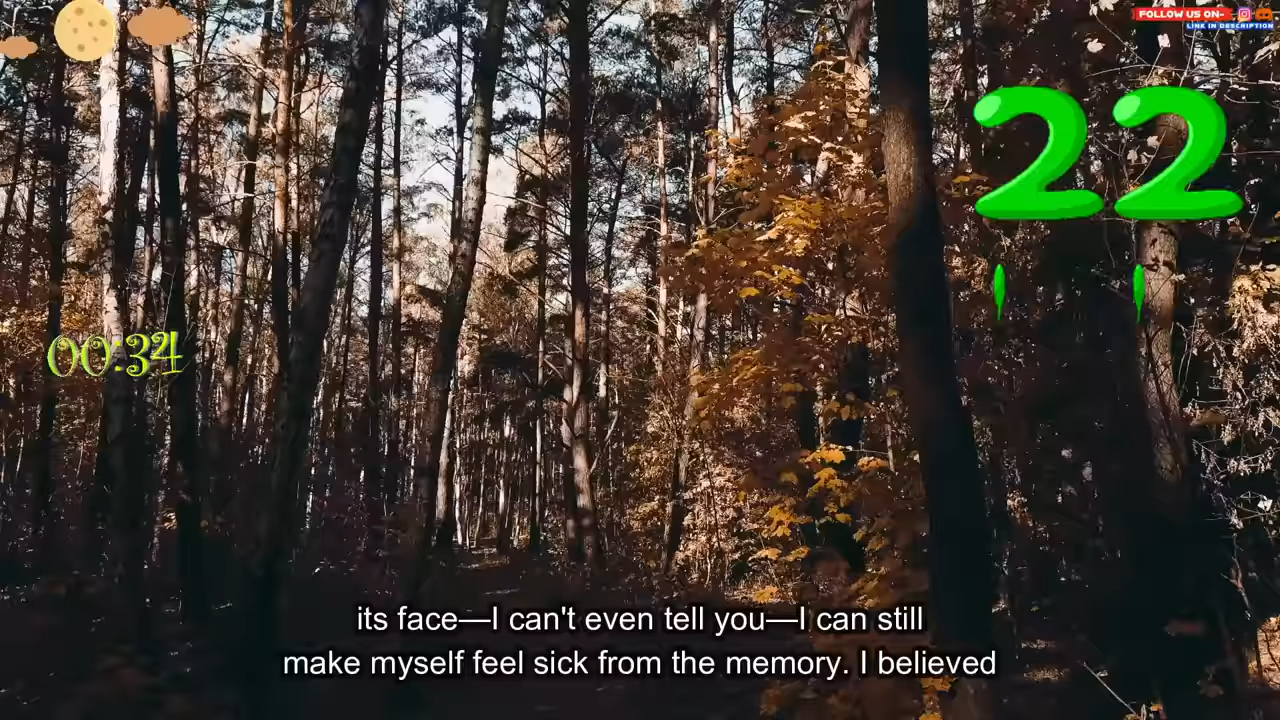 FOLLOW US ON-
LINK IN DESCRIPTION
22
00:34
its face—I can't even tell you—I can still
make myself feel sick from the memory. I believed